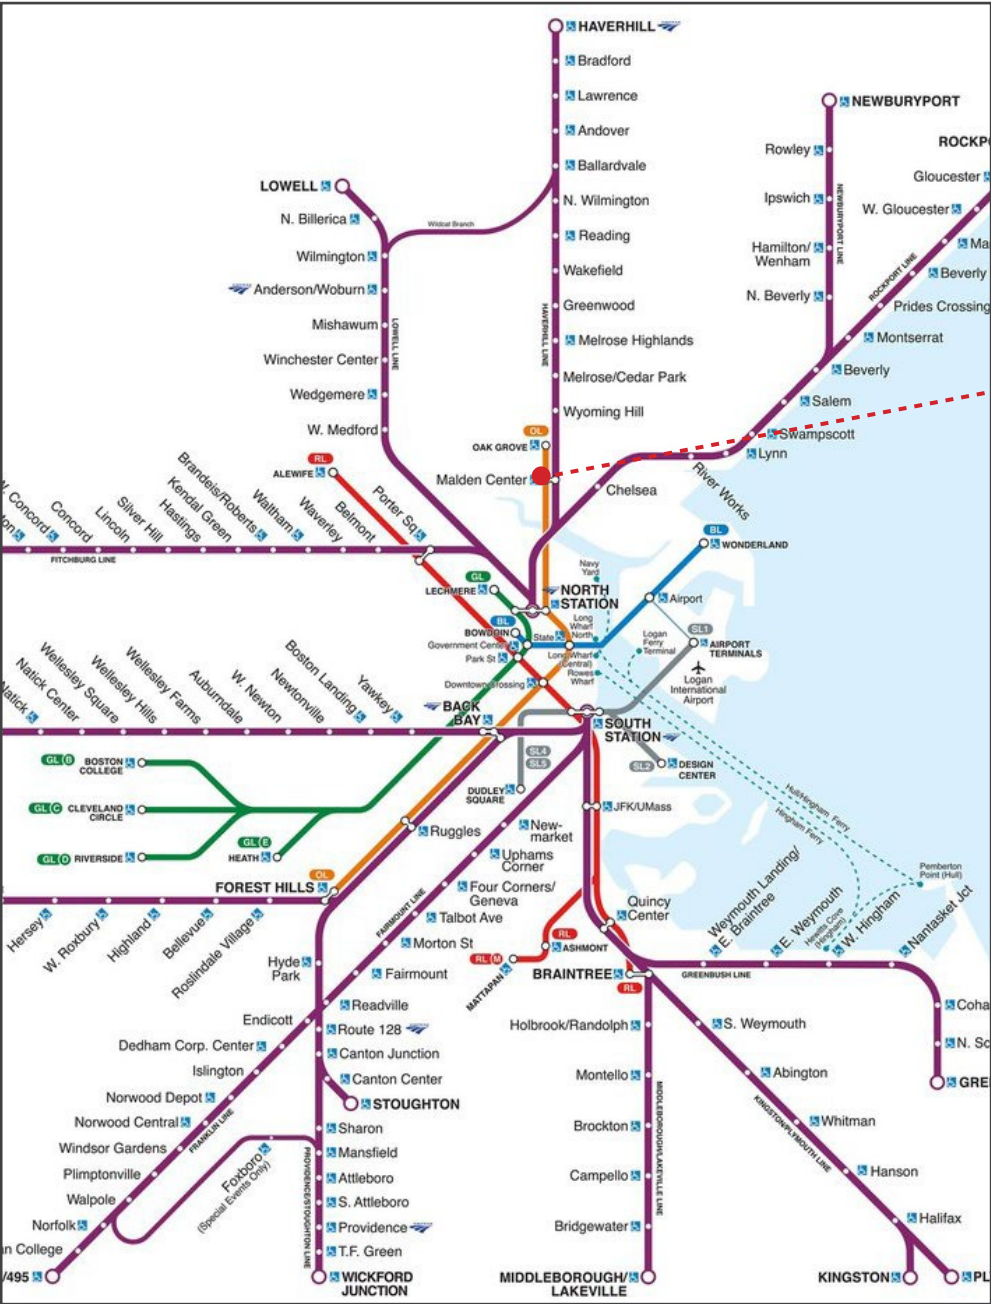 HAVERHILL
Bradford
Lawrence
Andover
Ballardvale
N. Wilmington
Reading
Wakefield
Greenwood
Melrose Highlands
Melrose/Cedar Park
Wyoming Hill
HAVERHILL LINE
NEWBURYPORT
Rowley
Ipswich
Hamilton/
Wenham
N. Beverly
NEWBURYPORT LINE
Gloucester
W. Gloucester
ROCKPORT LINE
Beverly
Prides Crossing
Montserrat
Beverly
Salem
Swampscott
Lynn
River Works
Chelsea
LOWELL
N. Billerica
Wilmington
Anderson/Woburn
Mishawum
Winchester Center
Wedgemere
W. Medford
LOWELL LINE
Wildcat Branch
OL
OAK GROVE
Malden Center
RL
ALEWIFE
Porter Sq
Belmont
Waverley
Waltham
Brandeis/Roberts
Kendal Green
Hastings
Silver Hill
Lincoln
Concord
W. Concord
FITCHBURG LINE
BL
WONDERLAND
Airport
GL
LECHMERE
NORTH
STATION
Navy
Yard
Long
Wharf
North
BL
BOWDOIN
State
Government Center
Park St
Long Wharf
(Central)
Rowes
Wharf
Logan
Ferry
Terminal
SL1
AIRPORT
TERMINALS
Logan
International
Airport
Downtown Crossing
BACK
BAY
SOUTH
STATION
SL4
SL5
DUDLEY
SQUARE
SL2
DESIGN
CENTER
Natick
Natick Center
Wellesley Square
Wellesley Hills
Wellesley Farms
Auburndale
W. Newton
Newtonville
Boston Landing
Yawkey
GL B
BOSTON
COLLEGE
GL C
CLEVELAND
CIRCLE
GL D
RIVERSIDE
GL E
HEATH
OL
FOREST HILLS
Ruggles
JFK/UMass
Hull/Hingham Ferry
Hingham Ferry
Pemberton
Point (Hull)
Hersey
W. Roxbury
Highland
Bellevue
Roslindale Village
New-
market
Uphams
Corner
Four Corners/
Geneva
Talbot Ave
Morton St
Fairmount
FAIRMOUNT LINE
Readville
Quincy
Center
RL
ASHMONT
RL M
MATTAPAN
BRAINTREE
RL
Weymouth Landing/
E. Braintree
E. Weymouth
Hewitts Cove
(Hingham)
W. Hingham
Nantasket Jct
GREENBUSH LINE
Hyde
Park
Endicott
Dedham Corp. Center
Islington
Norwood Depot
Norwood Central
Windsor Gardens
Plimptonville
Walpole
Norfolk
FRANKLIN LINE
Foxboro
(Special Events Only)
Route 128
Canton Junction
Canton Center
STOUGHTON
Sharon
Mansfield
Attleboro
S. Attleboro
Providence
T.F. Green
WICKFORD
JUNCTION
PROVIDENCE/STOUGHTON LINE
Holbrook/Randolph
Montello
Brockton
Campello
Bridgewater
MIDDLEBOROUGH/
LAKEVILLE
MIDDLEBOROUGH/LAKEVILLE LINE
S. Weymouth
Abington
Whitman
Hanson
Halifax
KINGSTON
KINGSTON/PLYMOUTH LINE